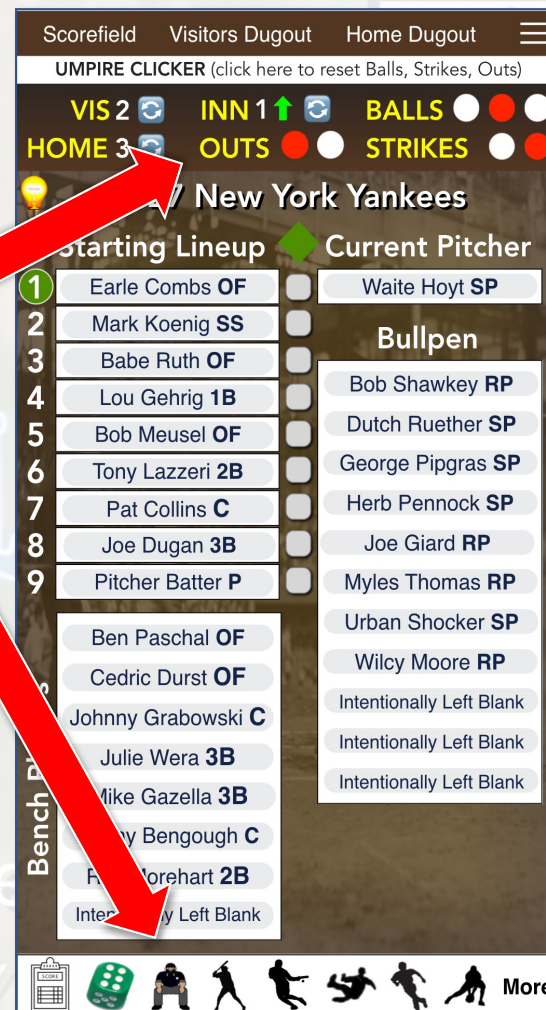 Scorefield Visitors Dugout Home Dugout
UMPIRE CLICKER (click here to reset Balls, Strikes, Outs)
VIS 2 INN 1 BALLS
HOME 3 OUTS STRIKES
7 New York Yankees
Starting Lineup Current Pitcher
1 Earle Combs OF Waite Hoyt SP
2 Mark Koenig SS
Bullpen
3 Babe Ruth OF
4 Lou Gehrig 1B
5 Bob Meusel OF
6 Tony Lazzeri 2B
7 Pat Collins C
8 Joe Dugan 3B
9 Pitcher Batter P
Bob Shawkey RP
Dutch Ruether SP
George Pipgras SP
Herb Pennock SP
Joe Giard RP
Myles Thomas RP
Urban Shocker SP
Wilcy Moore RP
Intentionally Left Blank
Intentionally Left Blank
Intentionally Left Blank
Bench
Ben Paschal OF
Cedric Durst OF
Johnny Grabowski C
Julie Wera 3B
Mike Gazella 3B
Bengough C
Morehart 2B
Left Blank
SCORE
More